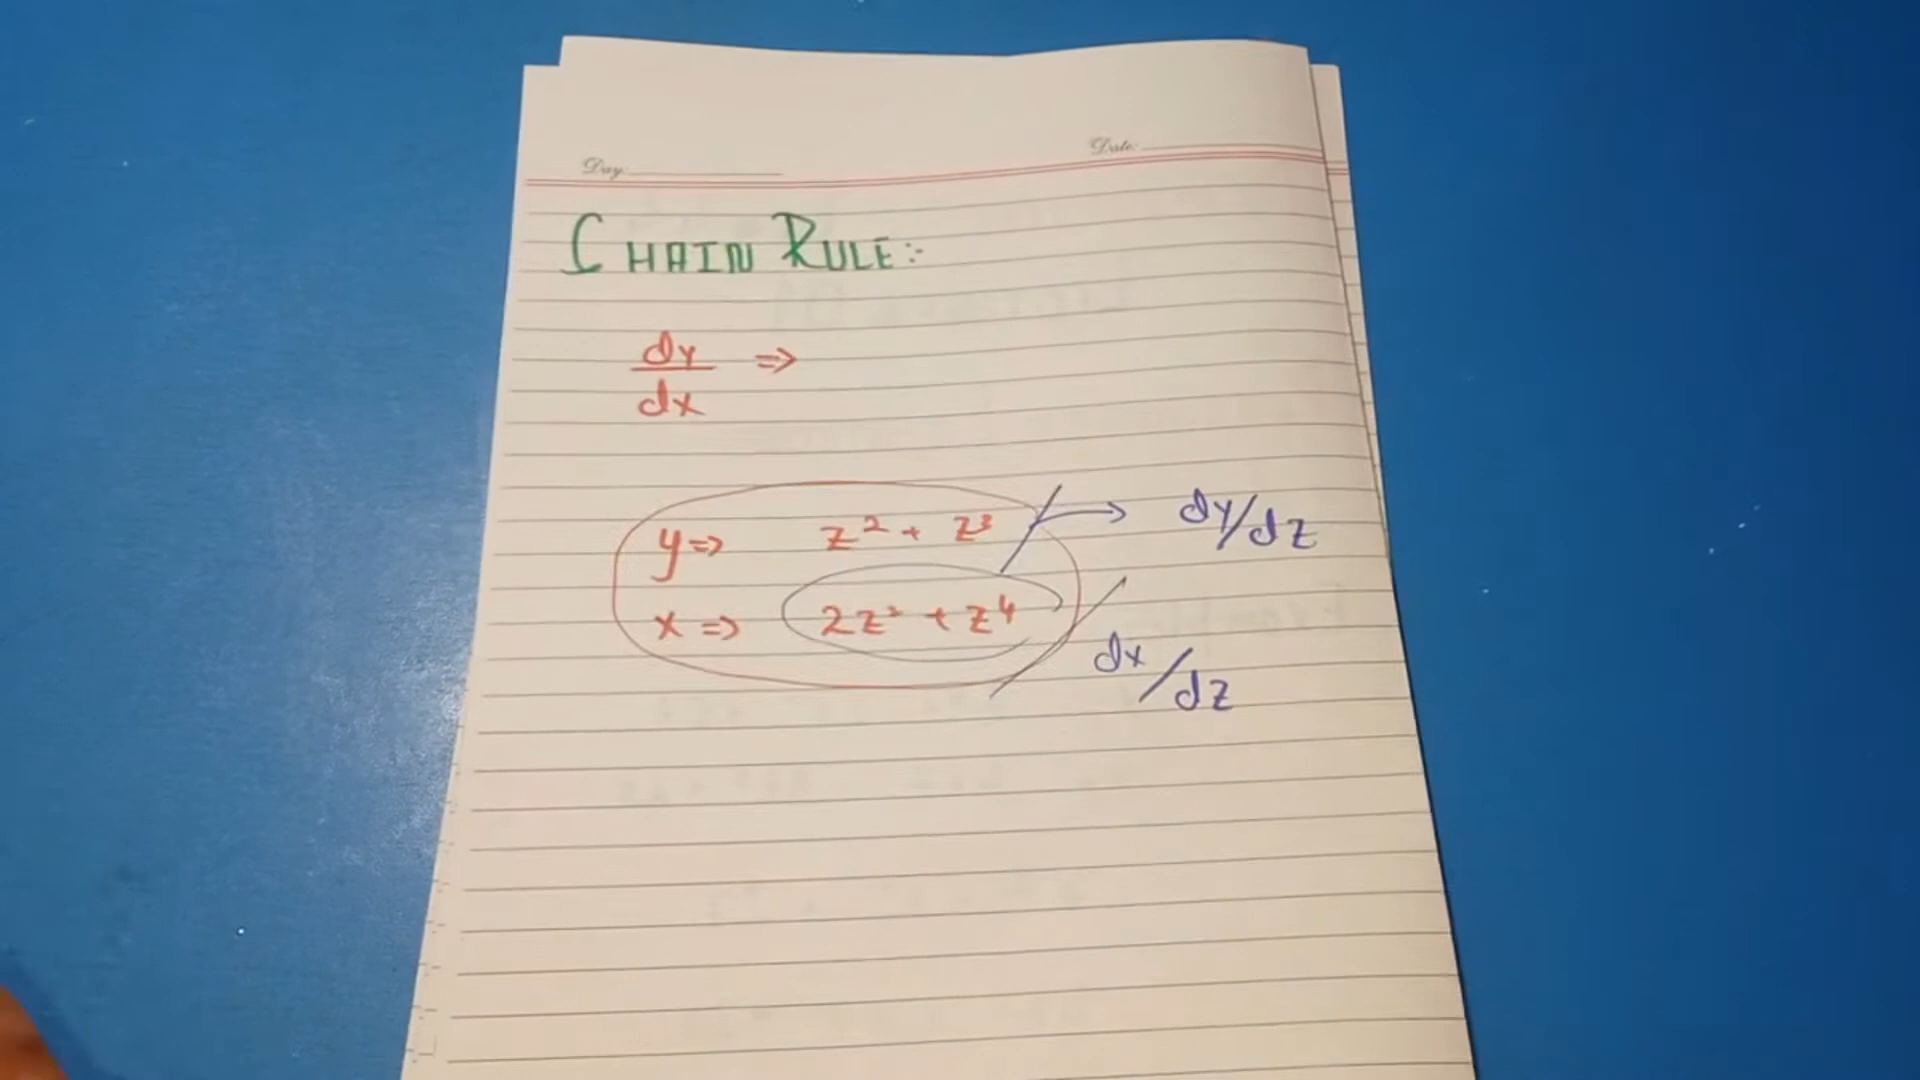 Day: Date:
CHAIN RULE:-
dy/dx ⇒
y ⇒ z² + z³ → dy/dz
x ⇒ 2z² + z⁴ dx/dz